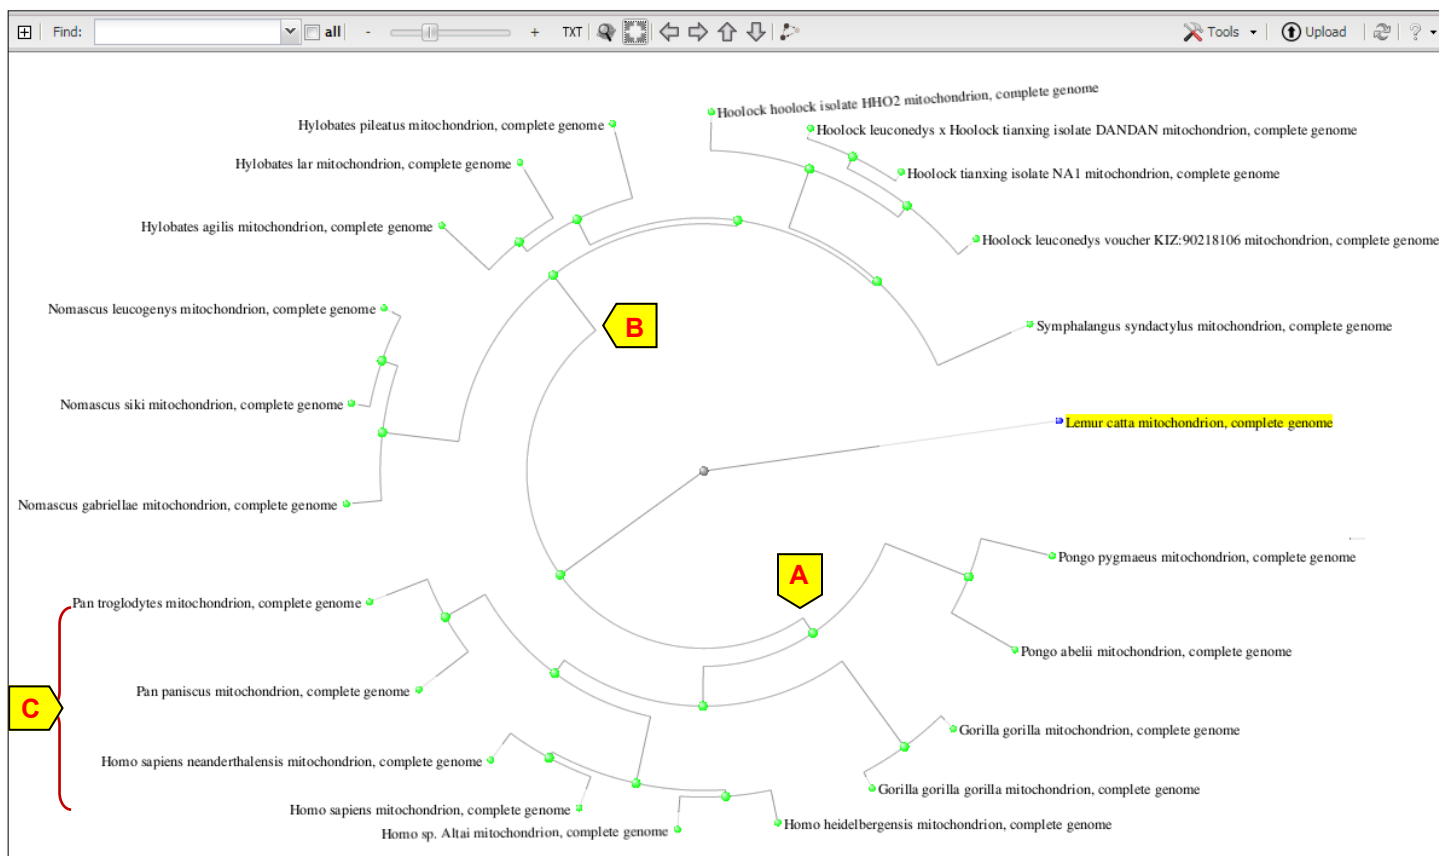 Find: all - + TXT Tools Upload ?
Hoolock hoolock isolate HHO2 mitochondrion, complete genome
Hylobates pileatus mitochondrion, complete genome
Hoolock leuconedys x Hoolock tianxing isolate DANDAN mitochondrion, complete genome
Hylobates lar mitochondrion, complete genome
Hoolock tianxing isolate NA1 mitochondrion, complete genome
Hylobates agilis mitochondrion, complete genome
Hoolock leuconedys voucher KIZ:90218106 mitochondrion, complete genome
Nomascus leucogenys mitochondrion, complete genome
B
Symphalangus syndactylus mitochondrion, complete genome
Nomascus siki mitochondrion, complete genome
Lemur catta mitochondrion, complete genome
Nomascus gabriellae mitochondrion, complete genome
Pongo pygmaeus mitochondrion, complete genome
A
Pan troglodytes mitochondrion, complete genome
Pongo abelii mitochondrion, complete genome
Pan paniscus mitochondrion, complete genome
C
Gorilla gorilla mitochondrion, complete genome
Homo sapiens neanderthalensis mitochondrion, complete genome
Gorilla gorilla gorilla mitochondrion, complete genome
Homo sapiens mitochondrion, complete genome
Homo heidelbergensis mitochondrion, complete genome
Homo sp. Altai mitochondrion, complete genome